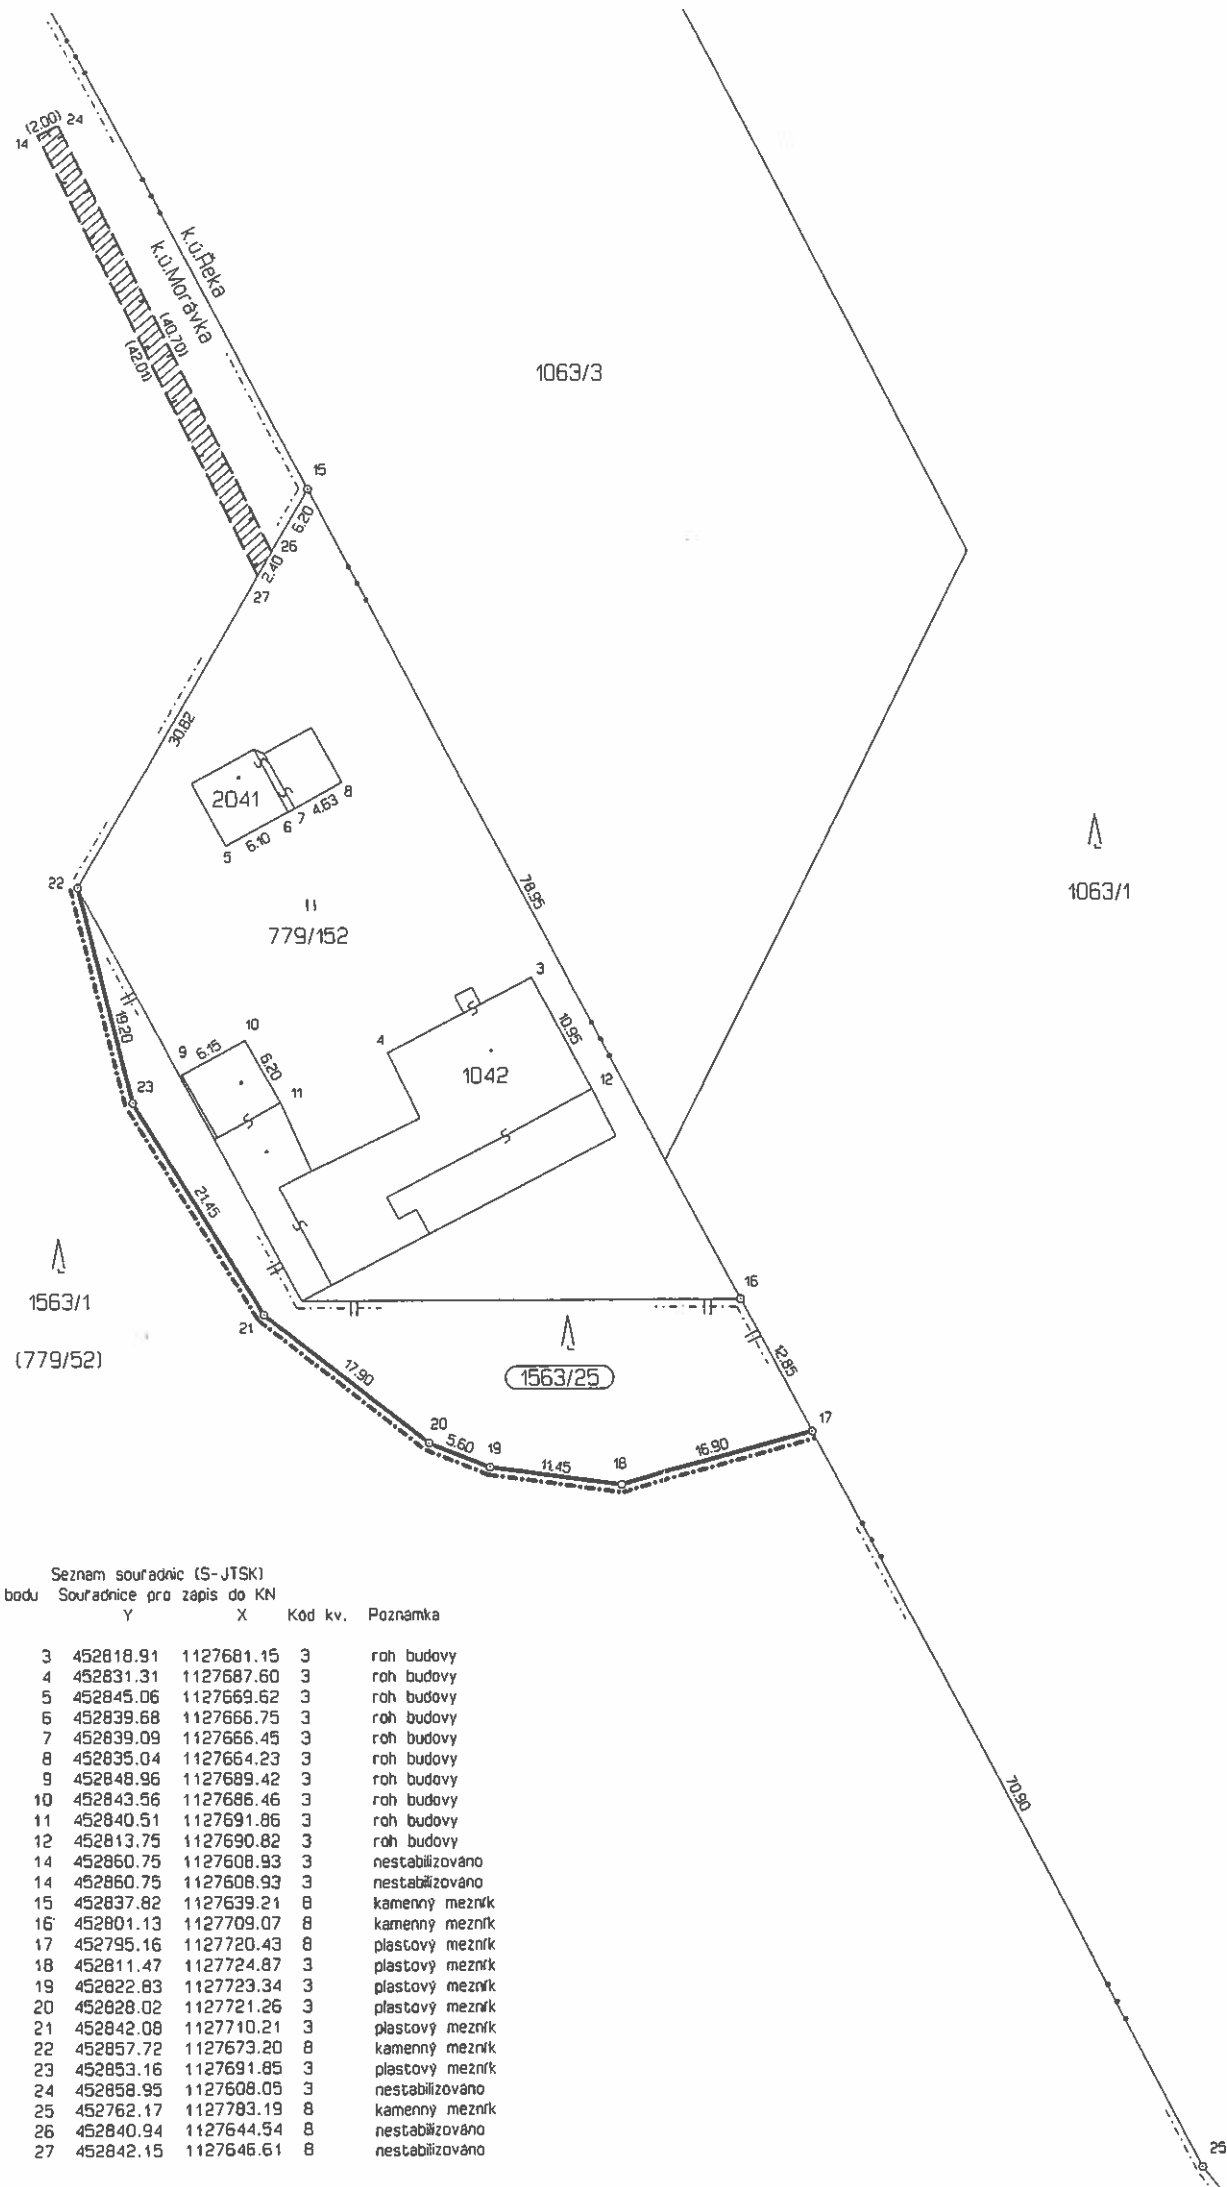 (2.00) 24
14
k.ú.Řeka
k.ú.Morávka
(40.70)
(42.01)
1063/3
15
6.20
26
2.40
27
30.82
2041
8
7
4.63
6
6.10
5
22
78.95
1063/1
779/152
3
19.20
10
4
10.95
9
6.15
1042
6.20
12
23
11
21.45
16
1563/1
21
12.85
(779/52)
17.90
1563/25
17
20
5.60
19
16.90
11.45
18
Seznam souřadnic (S-JTSK)
bodu Souřadnice pro zápis do KN
Y X Kód kv. Poznámka
3 452818.91 1127681.15 3 roh budovy
4 452831.31 1127687.60 3 roh budovy
5 452845.06 1127669.62 3 roh budovy
6 452839.68 1127666.75 3 roh budovy
7 452839.09 1127666.45 3 roh budovy
8 452835.04 1127664.23 3 roh budovy
9 452848.96 1127689.42 3 roh budovy
10 452843.56 1127686.46 3 roh budovy
11 452840.51 1127691.86 3 roh budovy
12 452813.75 1127690.82 3 roh budovy
14 452860.75 1127608.93 3 nestabilizováno
14 452860.75 1127608.93 3 nestabilizováno
15 452837.82 1127639.21 8 kamenný mezník
16 452801.13 1127709.07 8 kamenný mezník
17 452795.16 1127720.43 8 plastový mezník
18 452811.47 1127724.87 3 plastový mezník
19 452822.83 1127723.34 3 plastový mezník
20 452828.02 1127721.26 3 plastový mezník
21 452842.08 1127710.21 3 plastový mezník
22 452857.72 1127673.20 8 kamenný mezník
23 452853.16 1127691.85 3 plastový mezník
24 452858.95 1127608.05 3 nestabilizováno
25 452762.17 1127783.19 8 kamenný mezník
26 452840.94 1127644.54 8 nestabilizováno
27 452842.15 1127646.61 8 nestabilizováno
70.90
25